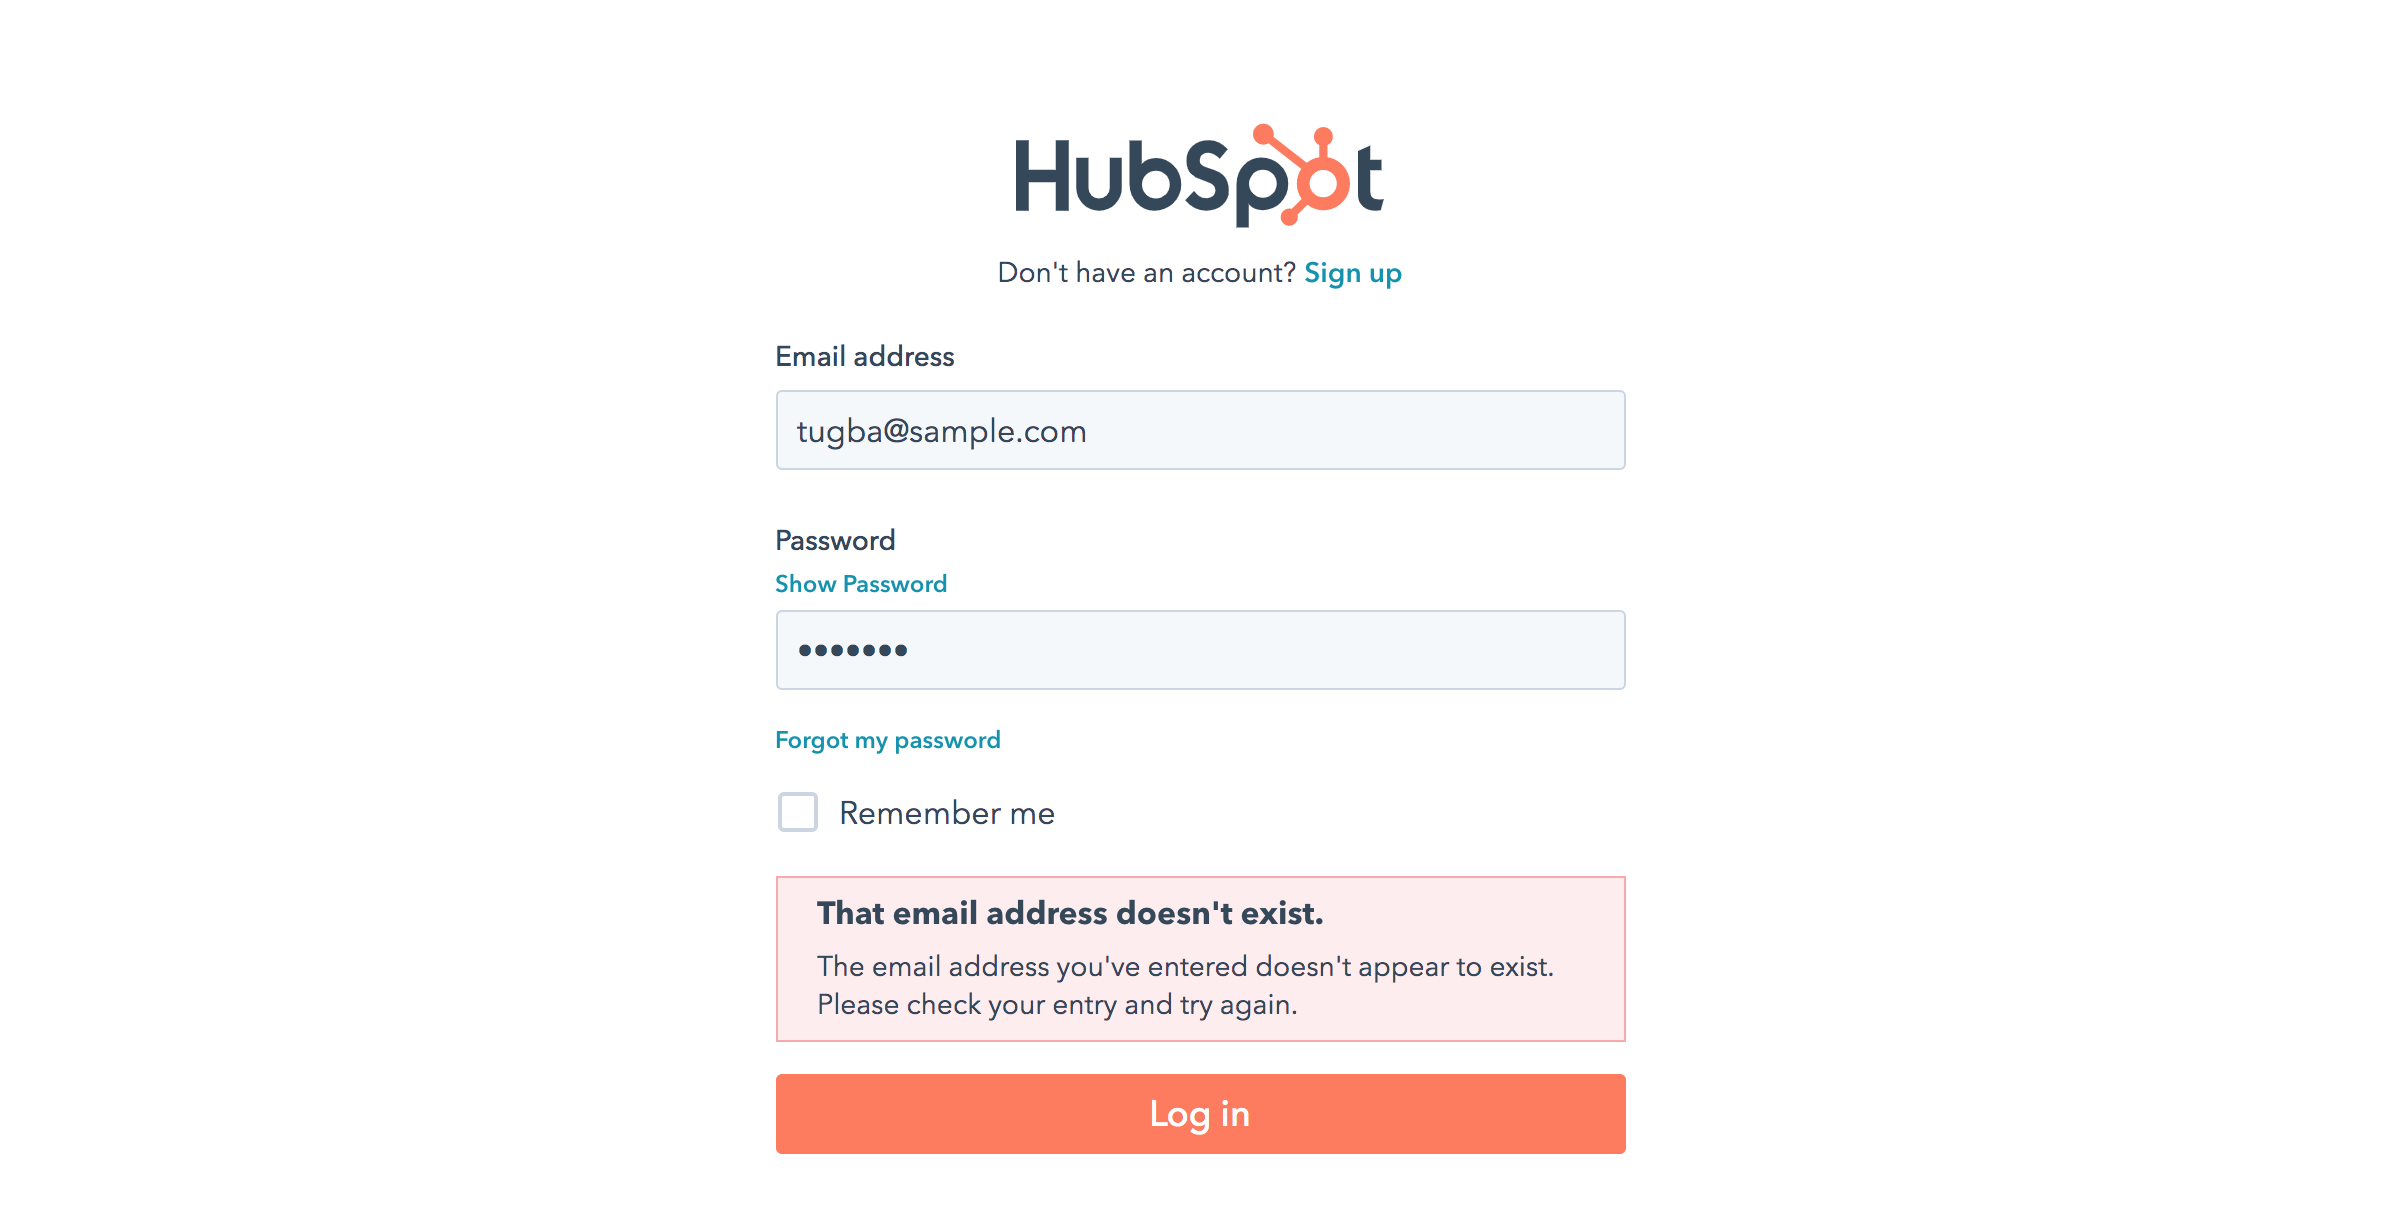 HubSpot
Don't have an account? Sign up
Email address
tugba@sample.com
Password
Show Password
•••••••
Forgot my password
Remember me
That email address doesn't exist.
The email address you've entered doesn't appear to exist.
Please check your entry and try again.
Log in